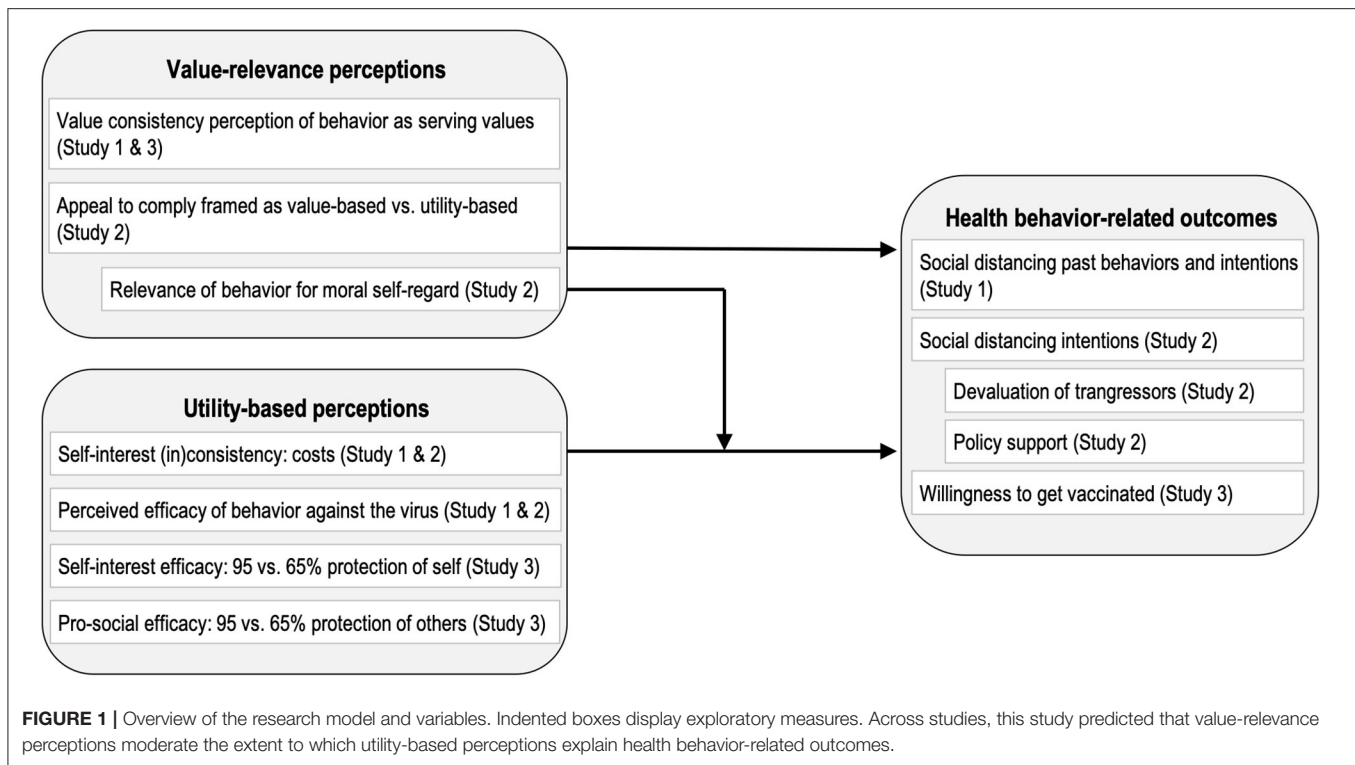 Value-relevance perceptions
Value consistency perception of behavior as serving values
(Study 1 & 3)
Appeal to comply framed as value-based vs. utility-based
(Study 2)
Relevance of behavior for moral self-regard (Study 2)
Utility-based perceptions
Self-interest (in)consistency: costs (Study 1 & 2)
Perceived efficacy of behavior against the virus (Study 1 & 2)
Self-interest efficacy: 95 vs. 65% protection of self (Study 3)
Pro-social efficacy: 95 vs. 65% protection of others (Study 3)
Health behavior-related outcomes
Social distancing past behaviors and intentions
(Study 1)
Social distancing intentions (Study 2)
Devaluation of trangressors (Study 2)
Policy support (Study 2)
Willingness to get vaccinated (Study 3)
FIGURE 1 | Overview of the research model and variables. Indented boxes display exploratory measures. Across studies, this study predicted that value-relevance
perceptions moderate the extent to which utility-based perceptions explain health behavior-related outcomes.